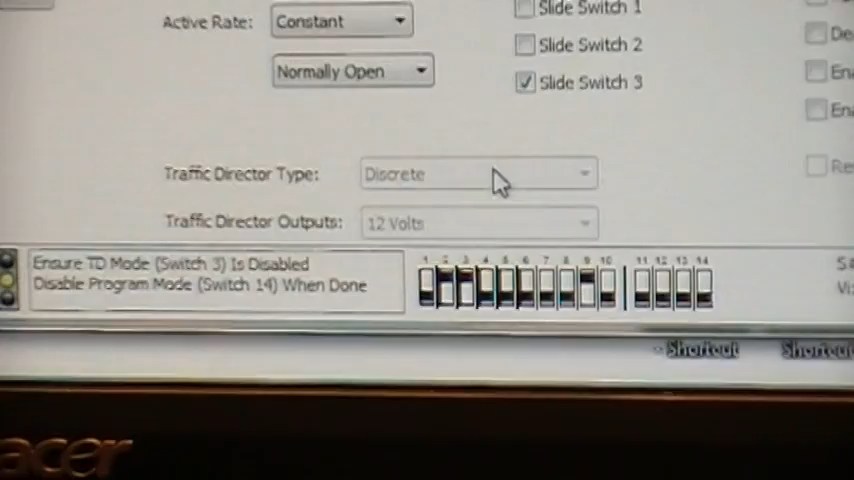 Slide Switch 1
Active Rate: Constant
Slide Switch 2
Normally Open
Slide Switch 3
Traffic Director Type: Discrete
Traffic Director Outputs: 12 Volts
Ensure TD Mode (Switch 3) Is Disabled
Disable Program Mode (Switch 14) When Done
1 2 3 4 5 6 7 8 9 10 11 12 13 14
Shortcut
acer